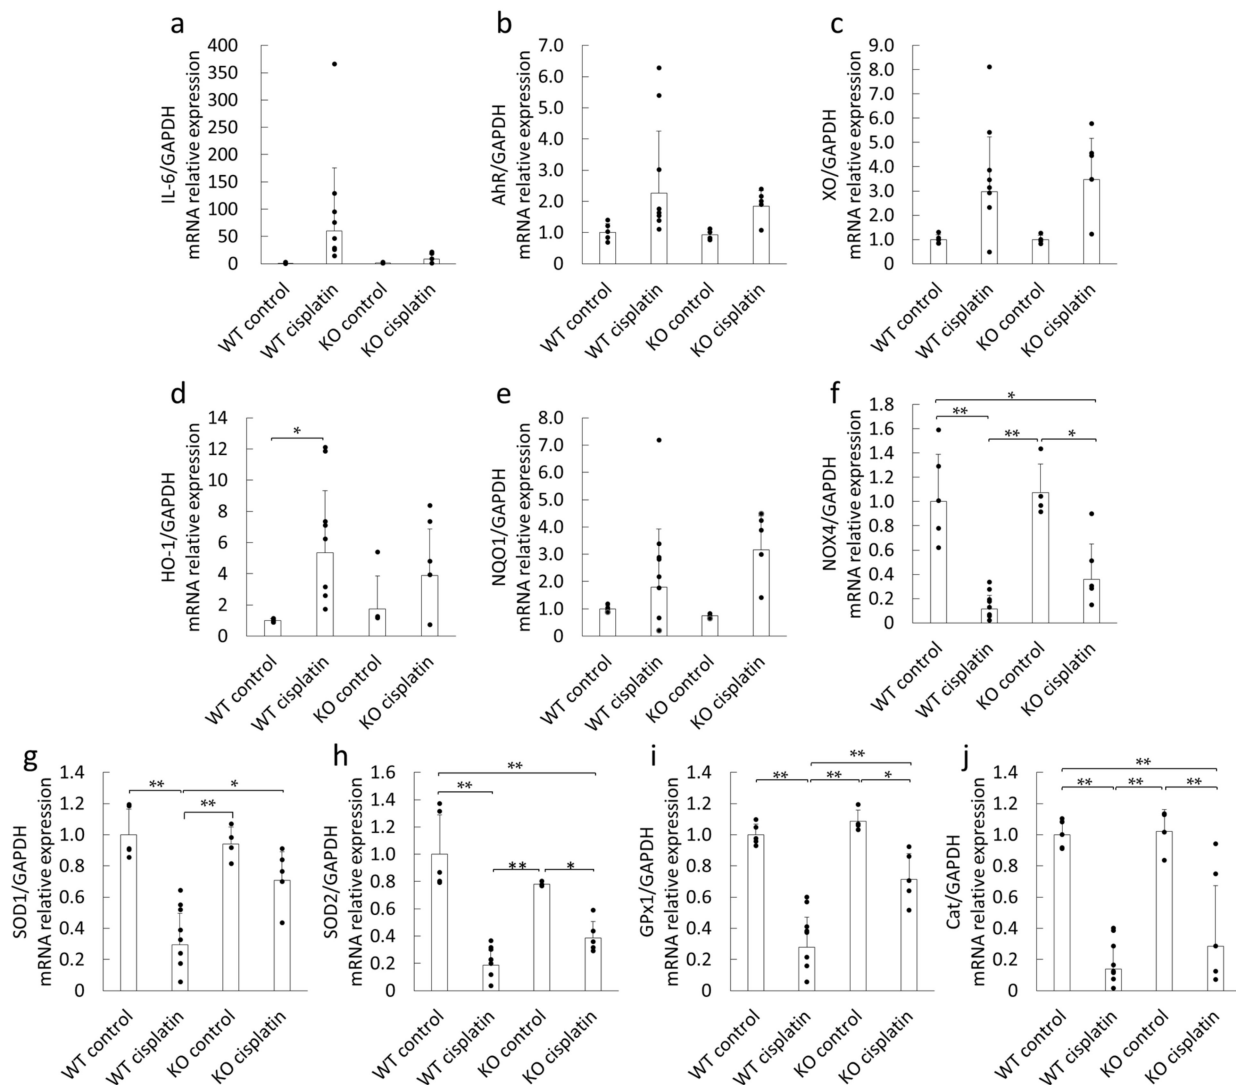 a
IL-6/GAPDH
mRNA relative expression
400
350
300
250
200
150
100
50
0
WT control
WT cisplatin
KO control
KO cisplatin
b
AhR/GAPDH
mRNA relative expression
7.0
6.0
5.0
4.0
3.0
2.0
1.0
0.0
WT control
WT cisplatin
KO control
KO cisplatin
c
XO/GAPDH
mRNA relative expression
9.0
8.0
7.0
6.0
5.0
4.0
3.0
2.0
1.0
0.0
WT control
WT cisplatin
KO control
KO cisplatin
d
HO-1/GAPDH
mRNA relative expression
14
12
10
8
6
4
2
0
*
WT control
WT cisplatin
KO control
KO cisplatin
e
NQO1/GAPDH
mRNA relative expression
8.0
7.0
6.0
5.0
4.0
3.0
2.0
1.0
0.0
WT control
WT cisplatin
KO control
KO cisplatin
f
NOX4/GAPDH
mRNA relative expression
1.8
1.6
1.4
1.2
1.0
0.8
0.6
0.4
0.2
0
*
**
** *
WT control
WT cisplatin
KO control
KO cisplatin
g
SOD1/GAPDH
mRNA relative expression
1.4
1.2
1.0
0.8
0.6
0.4
0.2
0
** *
**
WT control
WT cisplatin
KO control
KO cisplatin
h
SOD2/GAPDH
mRNA relative expression
1.6
1.4
1.2
1.0
0.8
0.6
0.4
0.2
0
**
**
** *
WT control
WT cisplatin
KO control
KO cisplatin
i
GPx1/GAPDH
mRNA relative expression
1.4
1.2
1.0
0.8
0.6
0.4
0.2
0
**
** ** *
WT control
WT cisplatin
KO control
KO cisplatin
j
Cat/GAPDH
mRNA relative expression
1.4
1.2
1.0
0.8
0.6
0.4
0.2
0
**
** ** **
WT control
WT cisplatin
KO control
KO cisplatin